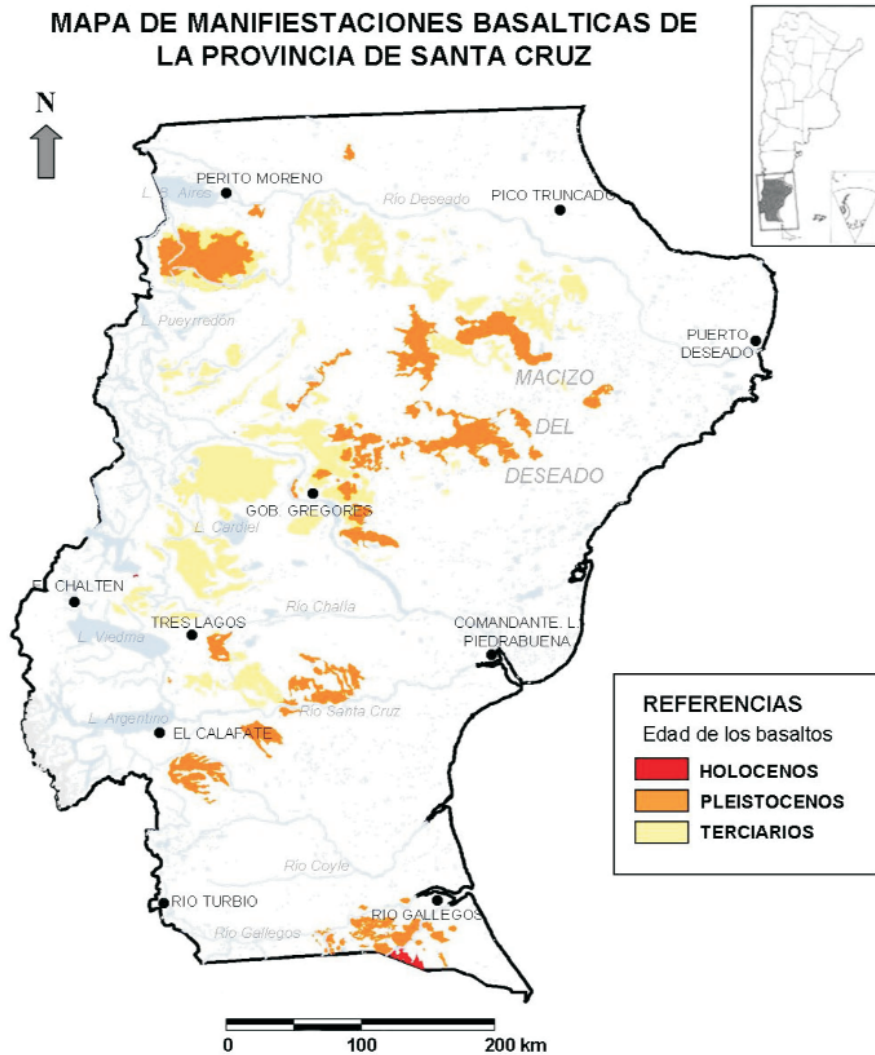 MAPA DE MANIFIESTACIONES BASALTICAS DE
LA PROVINCIA DE SANTA CRUZ
N
PERITO MORENO
L. B. Aires
Río Deseado
PICO TRUNCADO
L. Pueyrredón
PUERTO
DESEADO
MACIZO
DEL
DESEADO
GOB. GREGORES
L. Cardiel
EL CHALTEN
Río Chalia
TRES LAGOS
COMANDANTE. L.
PIEDRABUENA
L. Viedma
L. Argentino
Río Santa Cruz
EL CALAFATE
REFERENCIAS
Edad de los basaltos
HOLOCENOS
PLEISTOCENOS
TERCIARIOS
Río Coyle
RIO TURBIO
RIO GALLEGOS
Río Gallegos
0 100 200 km